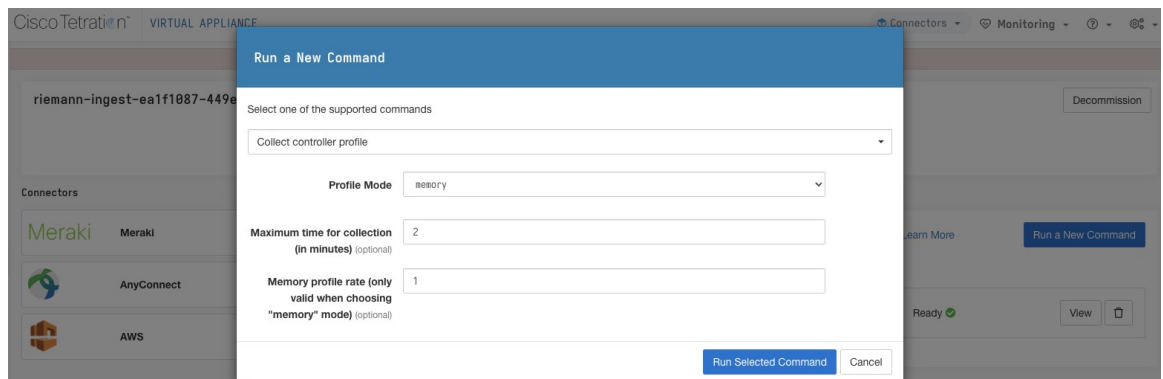 Cisco Tetration™ VIRTUAL APPLIANCE
Connectors
Monitoring
Run a New Command
riemann-ingest-ea1f1087-449e
Decommission
Select one of the supported commands
Collect controller profile
Connectors
Profile Mode
memory
Meraki Meraki
Maximum time for collection
(in minutes) (optional)
2
Learn More
Run a New Command
AnyConnect
Memory profile rate (only
valid when choosing
"memory" mode) (optional)
1
Ready
View
AWS
Run Selected Command
Cancel